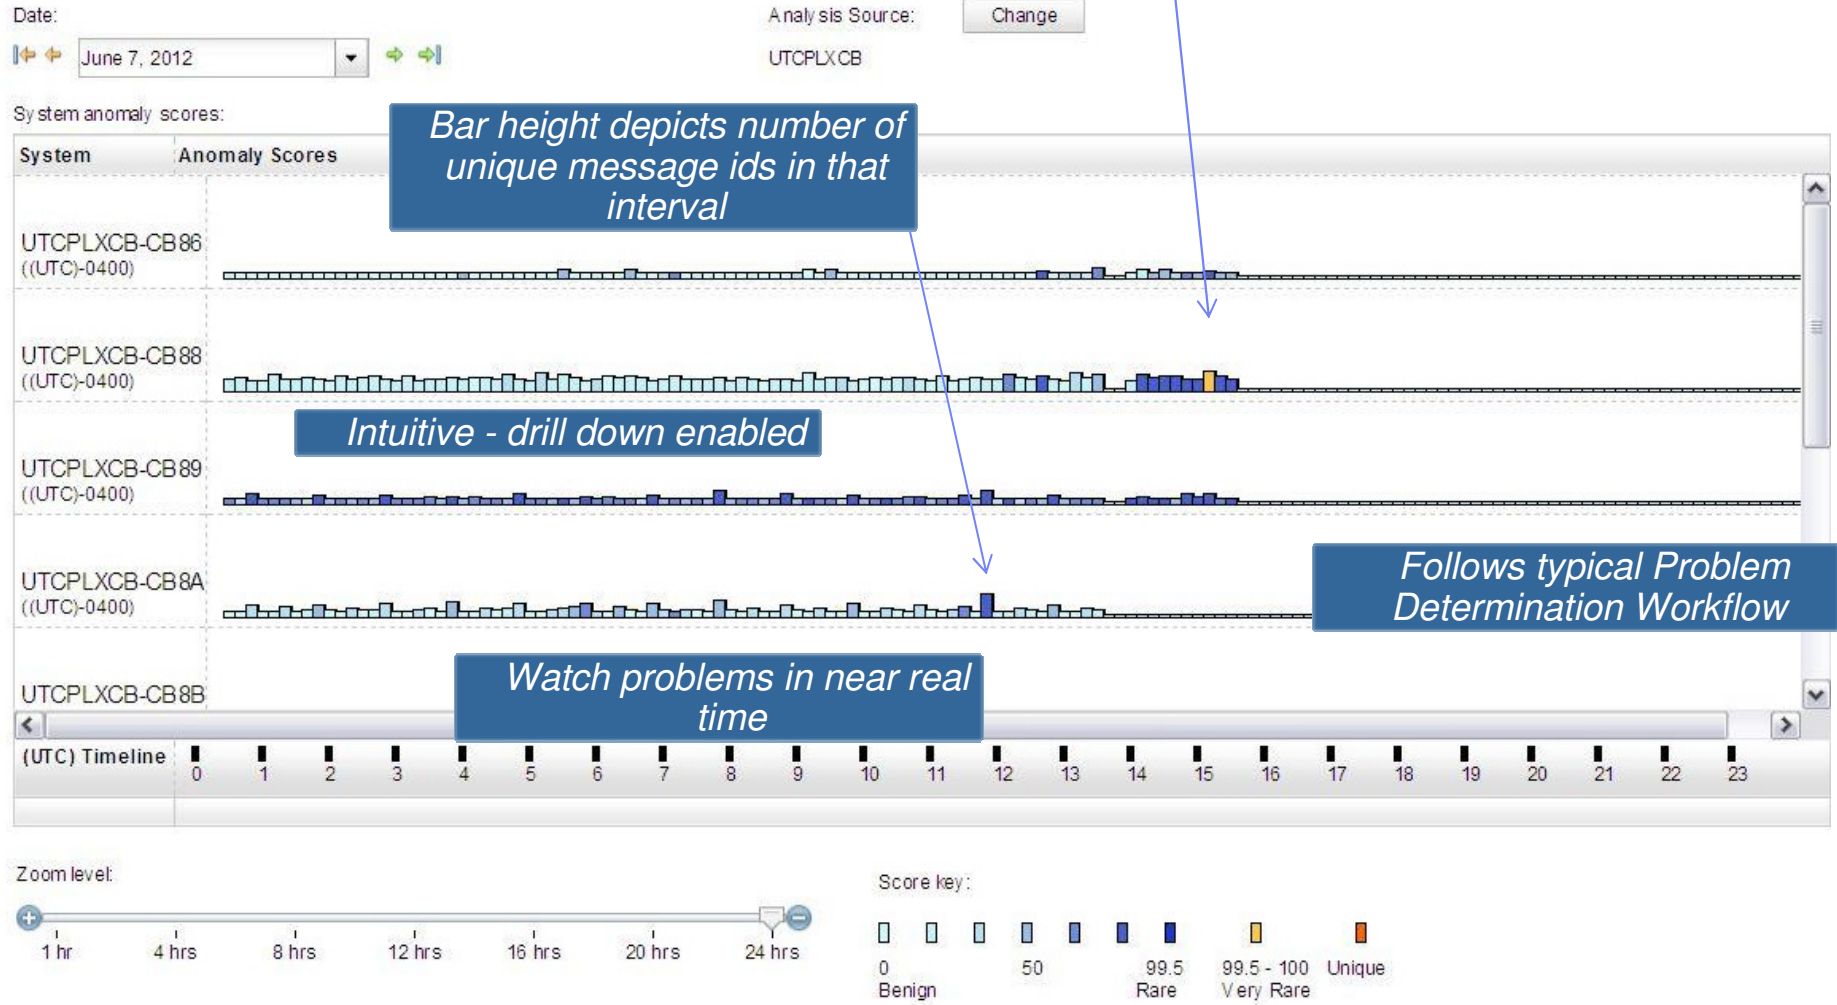 Date:
Analysis Source:
Change
June 7, 2012
UTCPLXCB
System anomaly scores:
System
Anomaly Scores
Bar height depicts number of
unique message ids in that
interval
UTCPLXCB-CB86
((UTC)-0400)
UTCPLXCB-CB88
((UTC)-0400)
Intuitive - drill down enabled
UTCPLXCB-CB89
((UTC)-0400)
UTCPLXCB-CB8A
((UTC)-0400)
Follows typical Problem
Determination Workflow
Watch problems in near real
time
UTCPLXCB-CB8B
(UTC) Timeline
0 1 2 3 4 5 6 7 8 9 10 11 12 13 14 15 16 17 18 19 20 21 22 23
Zoom level:
1 hr 4 hrs 8 hrs 12 hrs 16 hrs 20 hrs 24 hrs
Score key:
0 50 99.5 99.5 - 100 Unique
Benign Rare Very Rare